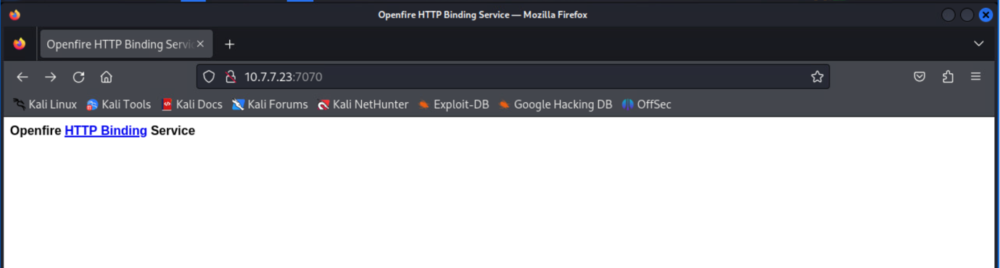 Openfire HTTP Binding Service — Mozilla Firefox
Openfire HTTP Binding Servic
10.7.7.23:7070
Kali Linux Kali Tools Kali Docs Kali Forums Kali NetHunter Exploit-DB Google Hacking DB OffSec
Openfire HTTP Binding Service